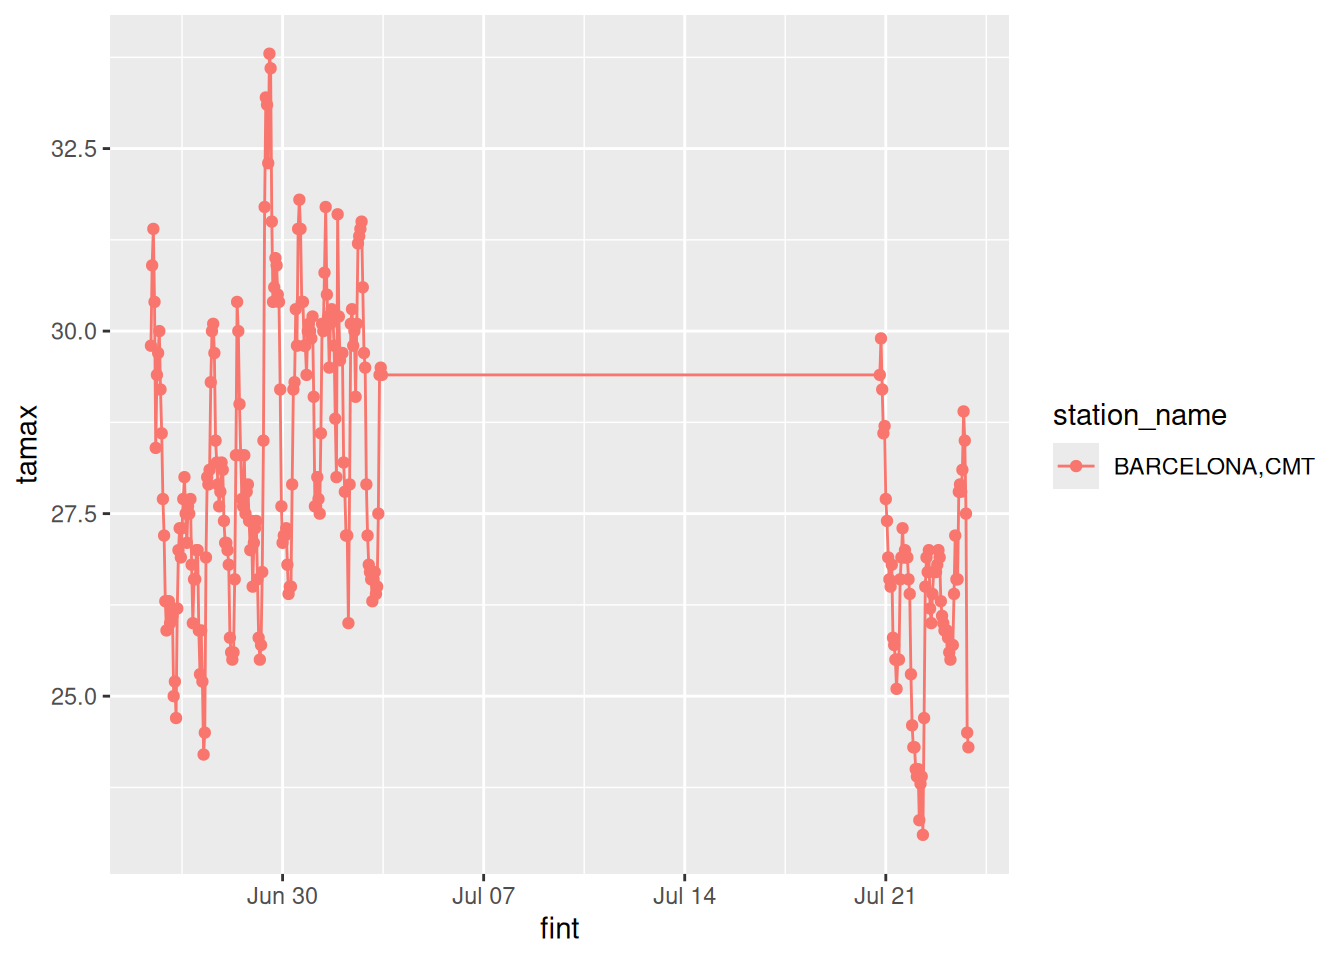 32.5
30.0
27.5
25.0
tamax
Jun 30
Jul 07
Jul 14
Jul 21
fint
station_name
BARCELONA,CMT